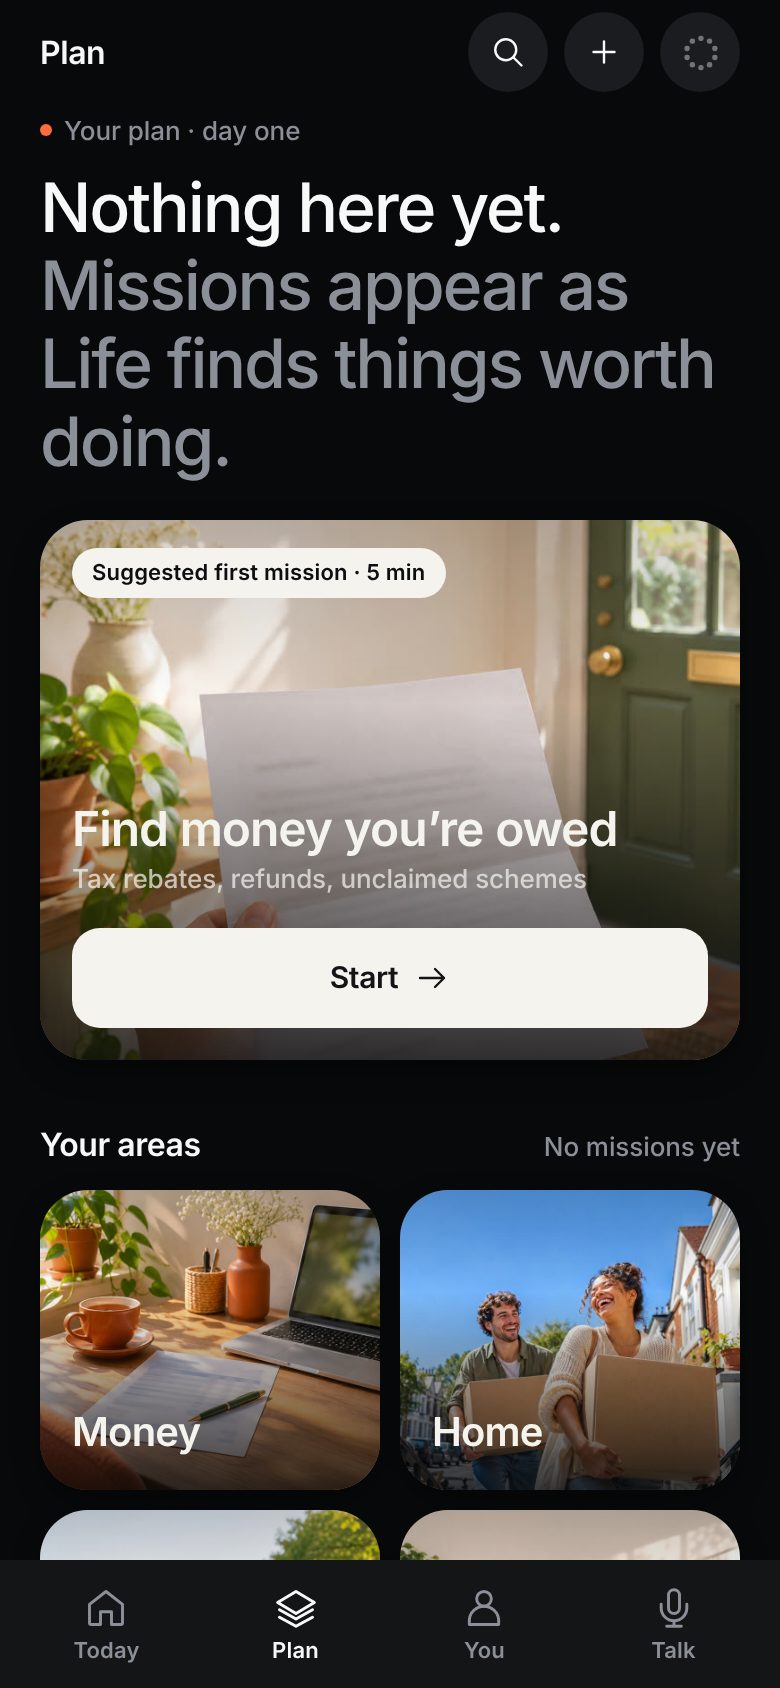 Plan
Your plan · day one
Nothing here yet.
Missions appear as
Life finds things worth
doing.
Suggested first mission · 5 min
Find money you’re owed
Tax rebates, refunds, unclaimed schemes
Start →
Your areas
No missions yet
Money
Home
Today
Plan
You
Talk